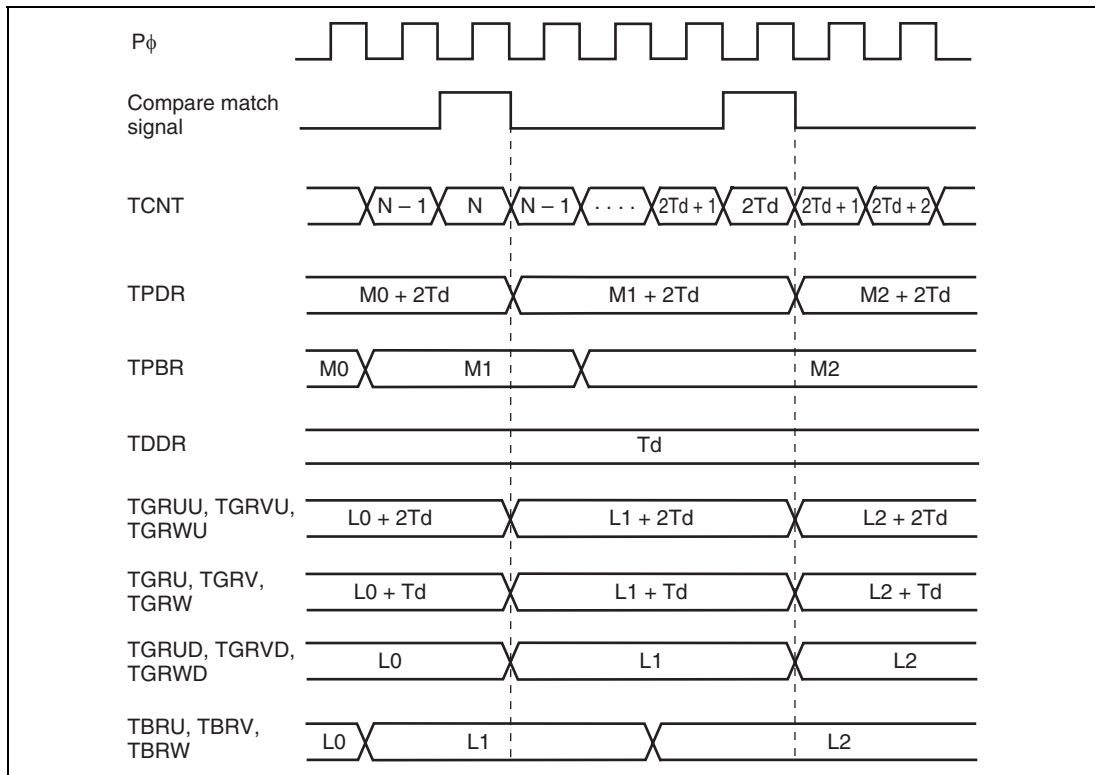 Pϕ
Compare match
signal
TCNT
N – 1 N N – 1 · · · · 2Td + 1 2Td 2Td + 1 2Td + 2
TPDR
M0 + 2Td M1 + 2Td M2 + 2Td
TPBR
M0 M1 M2
TDDR
Td
TGRUU, TGRVU,
TGRWU
L0 + 2Td L1 + 2Td L2 + 2Td
TGRU, TGRV,
TGRW
L0 + Td L1 + Td L2 + Td
TGRUD, TGRVD,
TGRWD
L0 L1 L2
TBRU, TBRV,
TBRW
L0 L1 L2